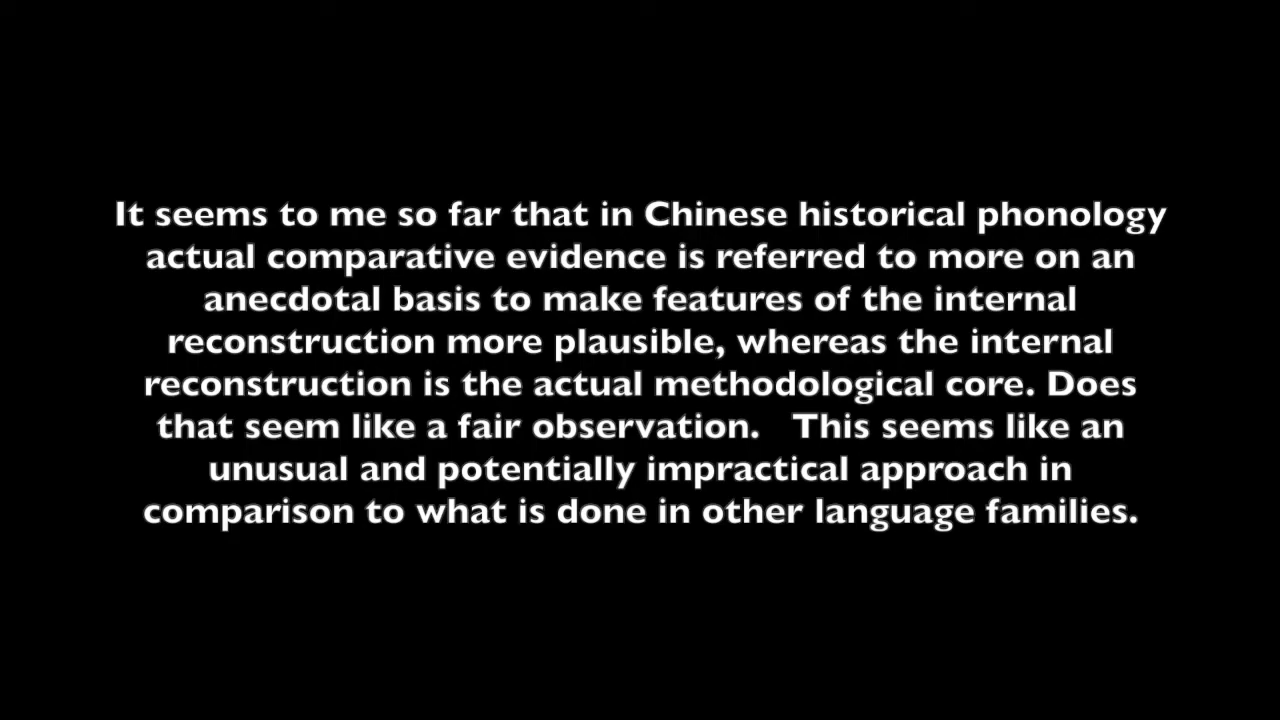 It seems to me so far that in Chinese historical phonology
actual comparative evidence is referred to more on an
anecdotal basis to make features of the internal
reconstruction more plausible, whereas the internal
reconstruction is the actual methodological core. Does
that seem like a fair observation.   This seems like an
unusual and potentially impractical approach in
comparison to what is done in other language families.